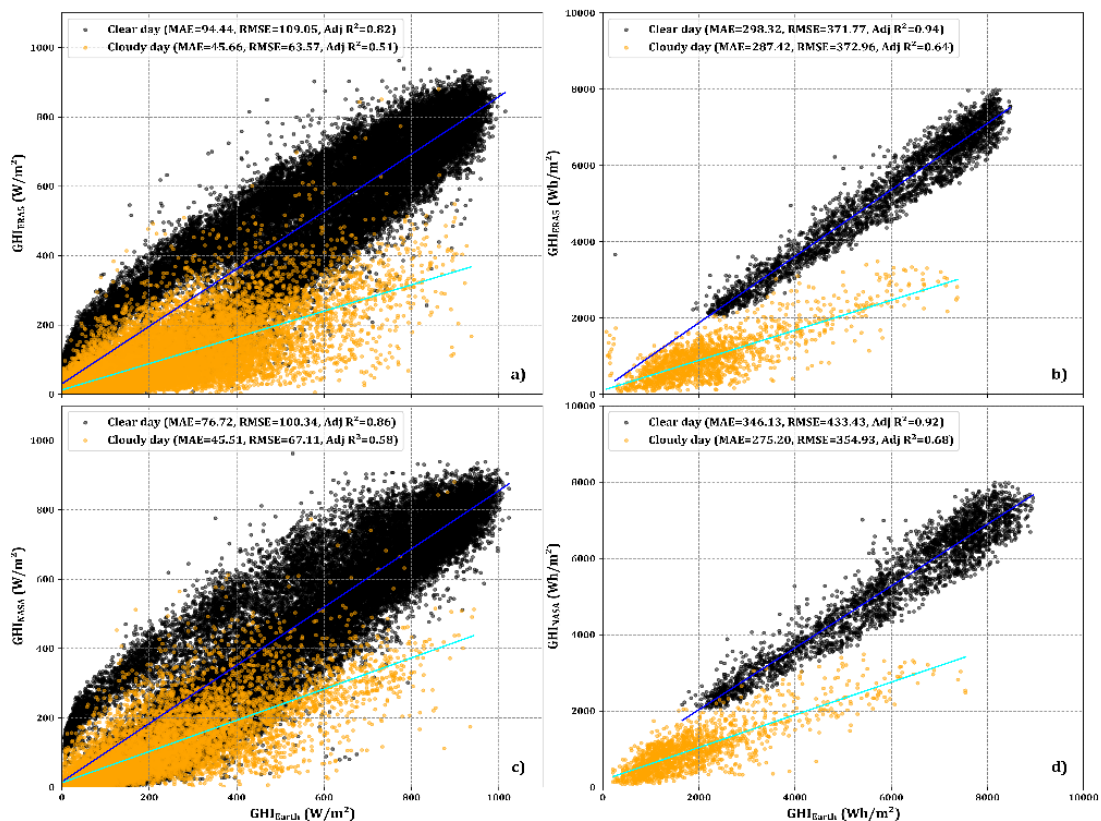 Clear day (MAE=94.44, RMSE=109.05, Adj R²=0.82)
Cloudy day (MAE=45.66, RMSE=63.57, Adj R²=0.51)
1000
800
600
400
200
0
GHI_ERA5 (W/m²)
a)
Clear day (MAE=298.32, RMSE=371.77, Adj R²=0.94)
Cloudy day (MAE=287.42, RMSE=372.96, Adj R²=0.64)
10000
8000
6000
4000
2000
0
GHI_ERA5 (Wh/m²)
b)
Clear day (MAE=76.72, RMSE=100.34, Adj R²=0.86)
Cloudy day (MAE=45.51, RMSE=67.11, Adj R²=0.58)
1000
800
600
400
200
0
GHI_NASA (W/m²)
c)
0 200 400 600 800 1000
GHI_Earth (W/m²)
Clear day (MAE=346.13, RMSE=433.43, Adj R²=0.92)
Cloudy day (MAE=275.20, RMSE=354.93, Adj R²=0.68)
10000
8000
6000
4000
2000
0
GHI_NASA (Wh/m²)
d)
0 2000 4000 6000 8000 10000
GHI_Earth (Wh/m²)